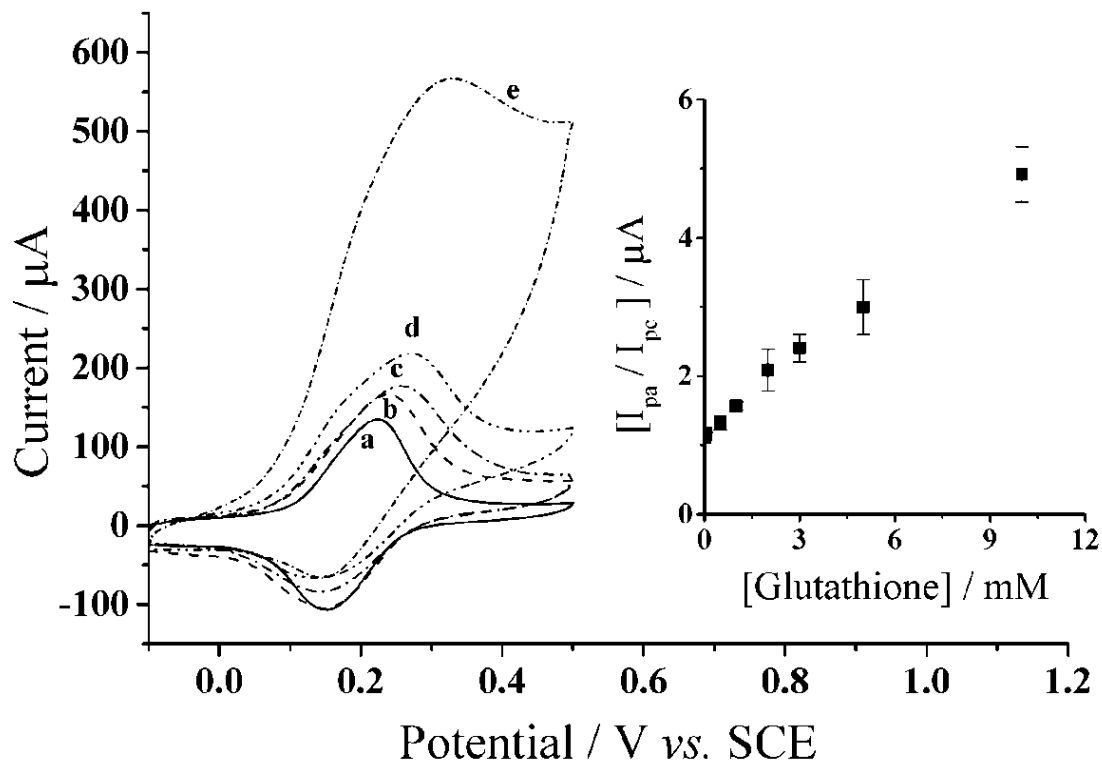 600
500
400
300
200
100
0
-100
Current / µA
0.0 0.2 0.4 0.6 0.8 1.0 1.2
Potential / V vs. SCE
e
d
c
b
a
6
4
2
0
[I_pa / I_pc] / µA
0 3 6 9 12
[Glutathione] / mM